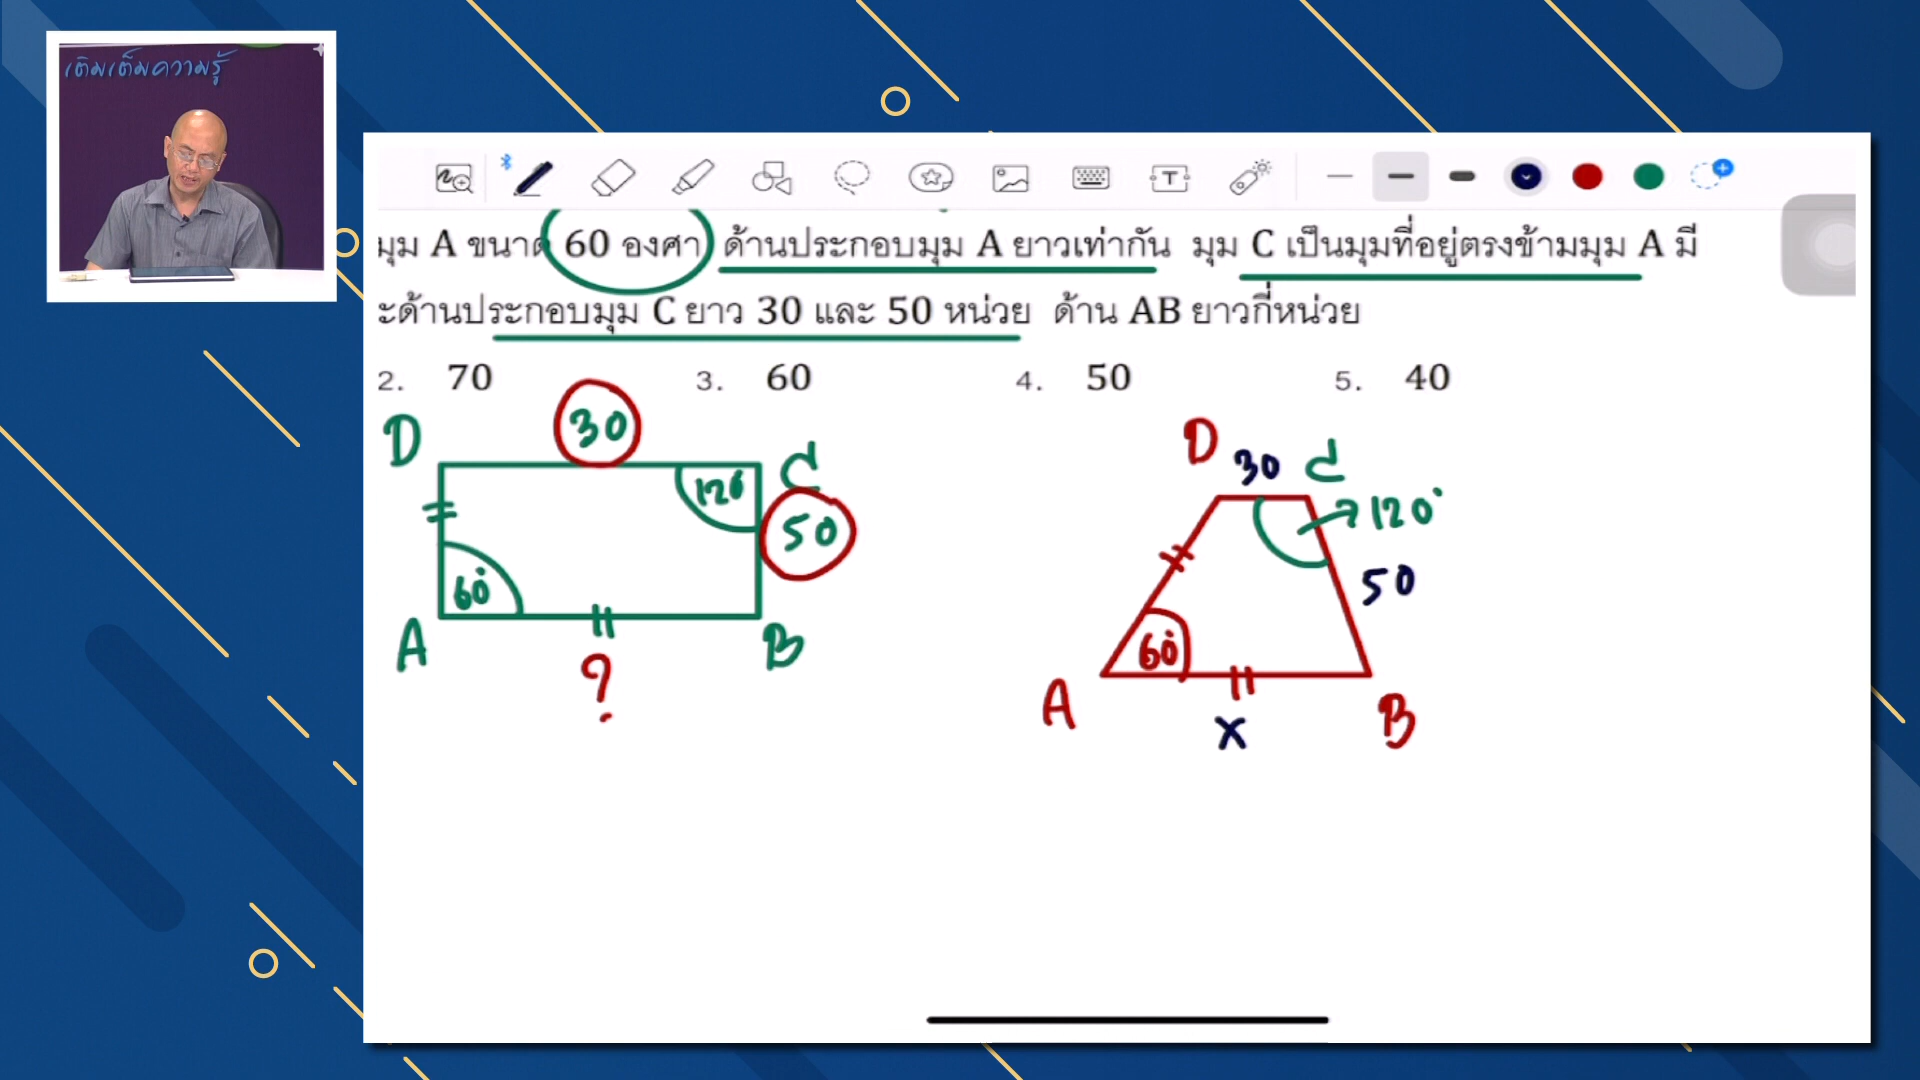 เติมเต็มความรู้
มุม A ขนาด 60 องศา ด้านประกอบมุม A ยาวเท่ากัน มุม C เป็นมุมที่อยู่ตรงข้ามมุม A มี
ะด้านประกอบมุม C ยาว 30 และ 50 หน่วย ด้าน AB ยาวกี่หน่วย
2. 70 3. 60 4. 50 5. 40
D 30 C
120°
50
60°
A B
?
D 30 C
120°
50
60°
A B
x